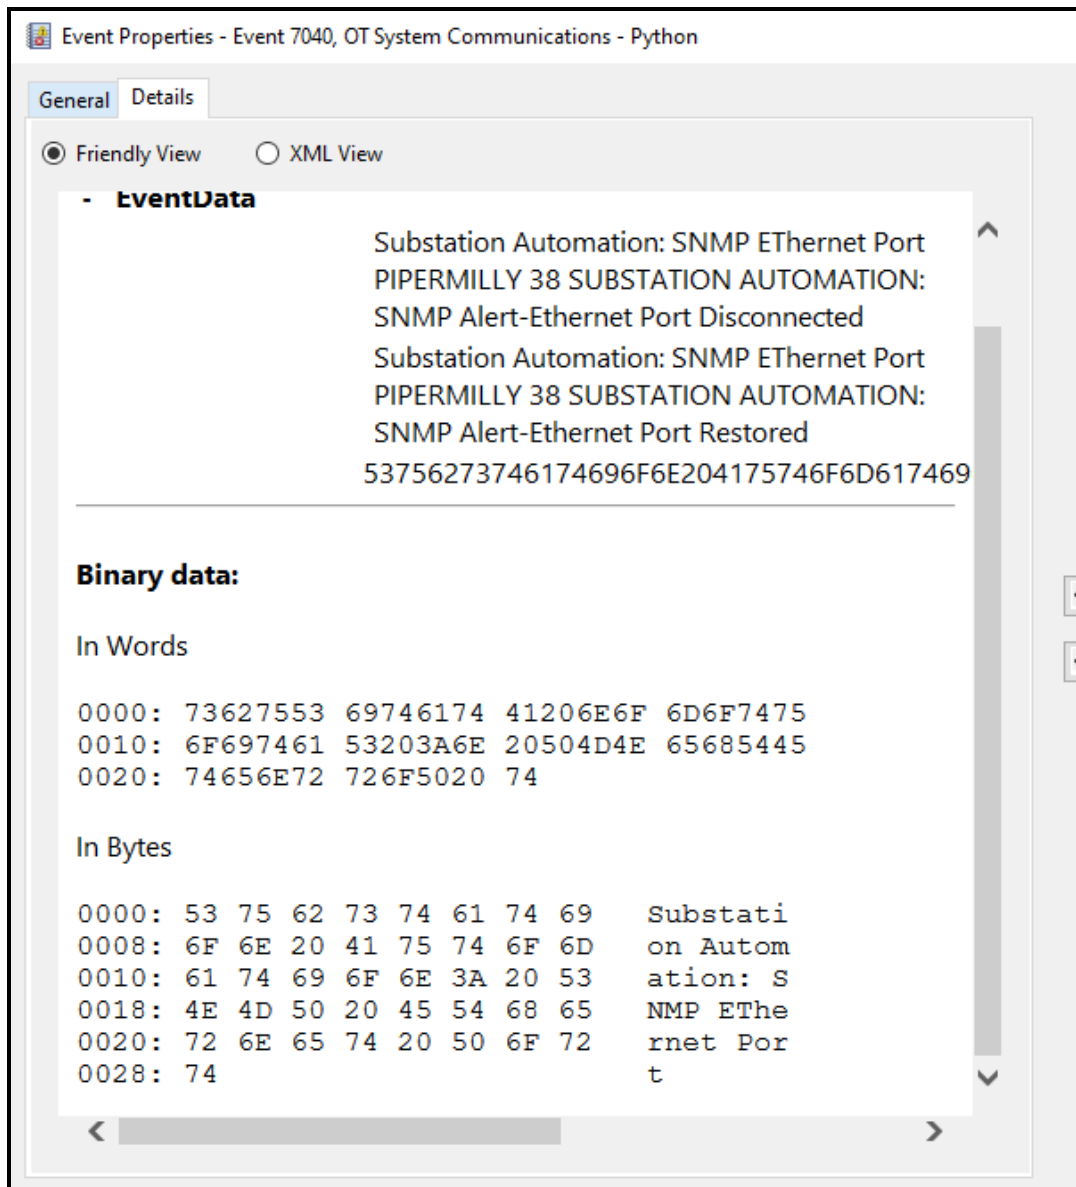 Event Properties - Event 7040, OT System Communications - Python
General Details
Friendly View XML View
- EventData
Substation Automation: SNMP EThernet Port
PIPERMILLY 38 SUBSTATION AUTOMATION:
SNMP Alert-Ethernet Port Disconnected
Substation Automation: SNMP EThernet Port
PIPERMILLY 38 SUBSTATION AUTOMATION:
SNMP Alert-Ethernet Port Restored
53756273746174696F6E204175746F6D617469
Binary data:
In Words
0000: 73627553 69746174 41206E6F 6D6F7475
0010: 6F697461 53203A6E 20504D4E 65685445
0020: 74656E72 726F5020 74
In Bytes
0000: 53 75 62 73 74 61 74 69 Substati
0008: 6F 6E 20 41 75 74 6F 6D on Autom
0010: 61 74 69 6F 6E 3A 20 53 ation: S
0018: 4E 4D 50 20 45 54 68 65 NMP EThe
0020: 72 6E 65 74 20 50 6F 72 rnet Por
0028: 74 t